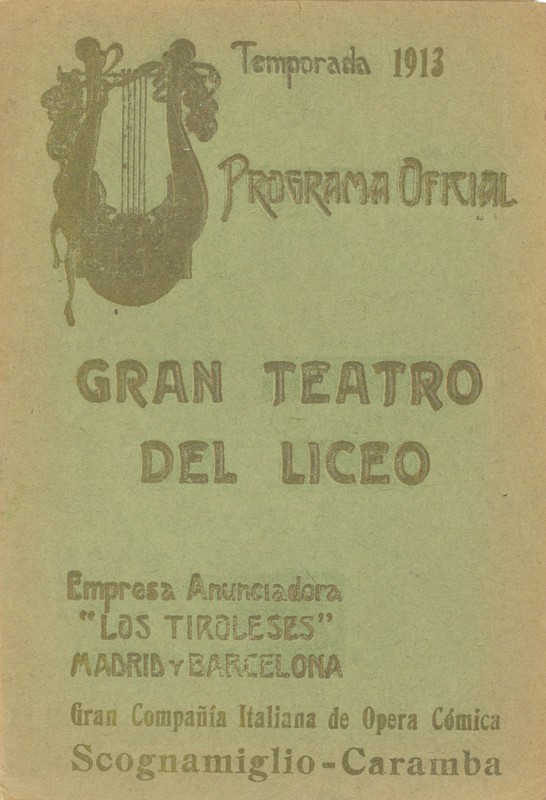 Temporada 1913
PROGRAMA OFICIAL
GRAN TEATRO
DEL LICEO
Empresa Anunciadora
"LOS TIROLESES"
MADRID Y BARCELONA
Gran Compañía Italiana de Opera Cómica
Scognamiglio-Caramba